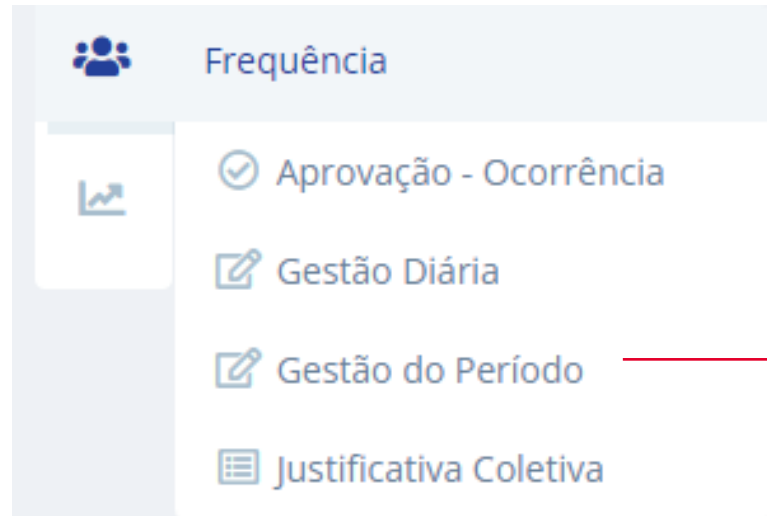 Frequência
Aprovação - Ocorrência
Gestão Diária
Gestão do Período
Justificativa Coletiva